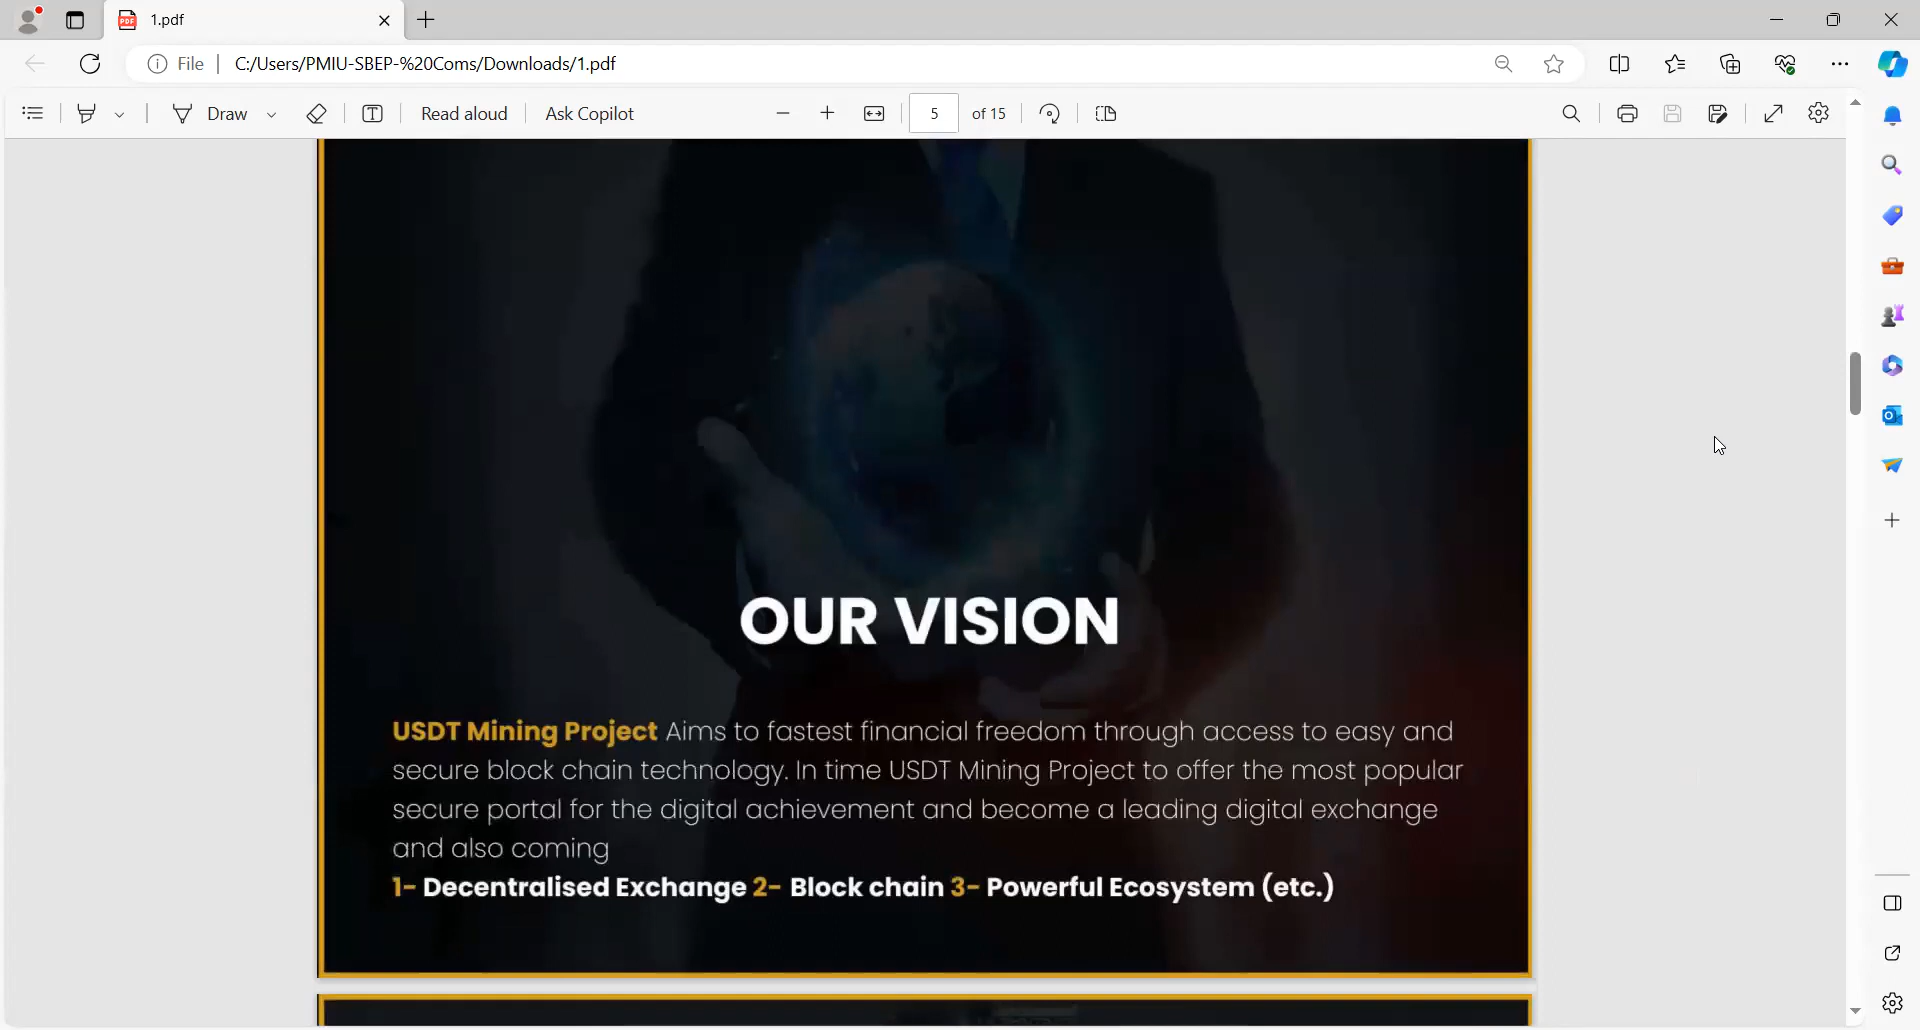 1.pdf
File
C:/Users/PMIU-SBEP-%20Coms/Downloads/1.pdf
Draw
Read aloud
Ask Copilot
5 of 15
OUR VISION
USDT Mining Project Aims to fastest financial freedom through access to easy and
secure block chain technology. In time USDT Mining Project to offer the most popular
secure portal for the digital achievement and become a leading digital exchange
and also coming
1- Decentralised Exchange 2- Block chain 3- Powerful Ecosystem (etc.)